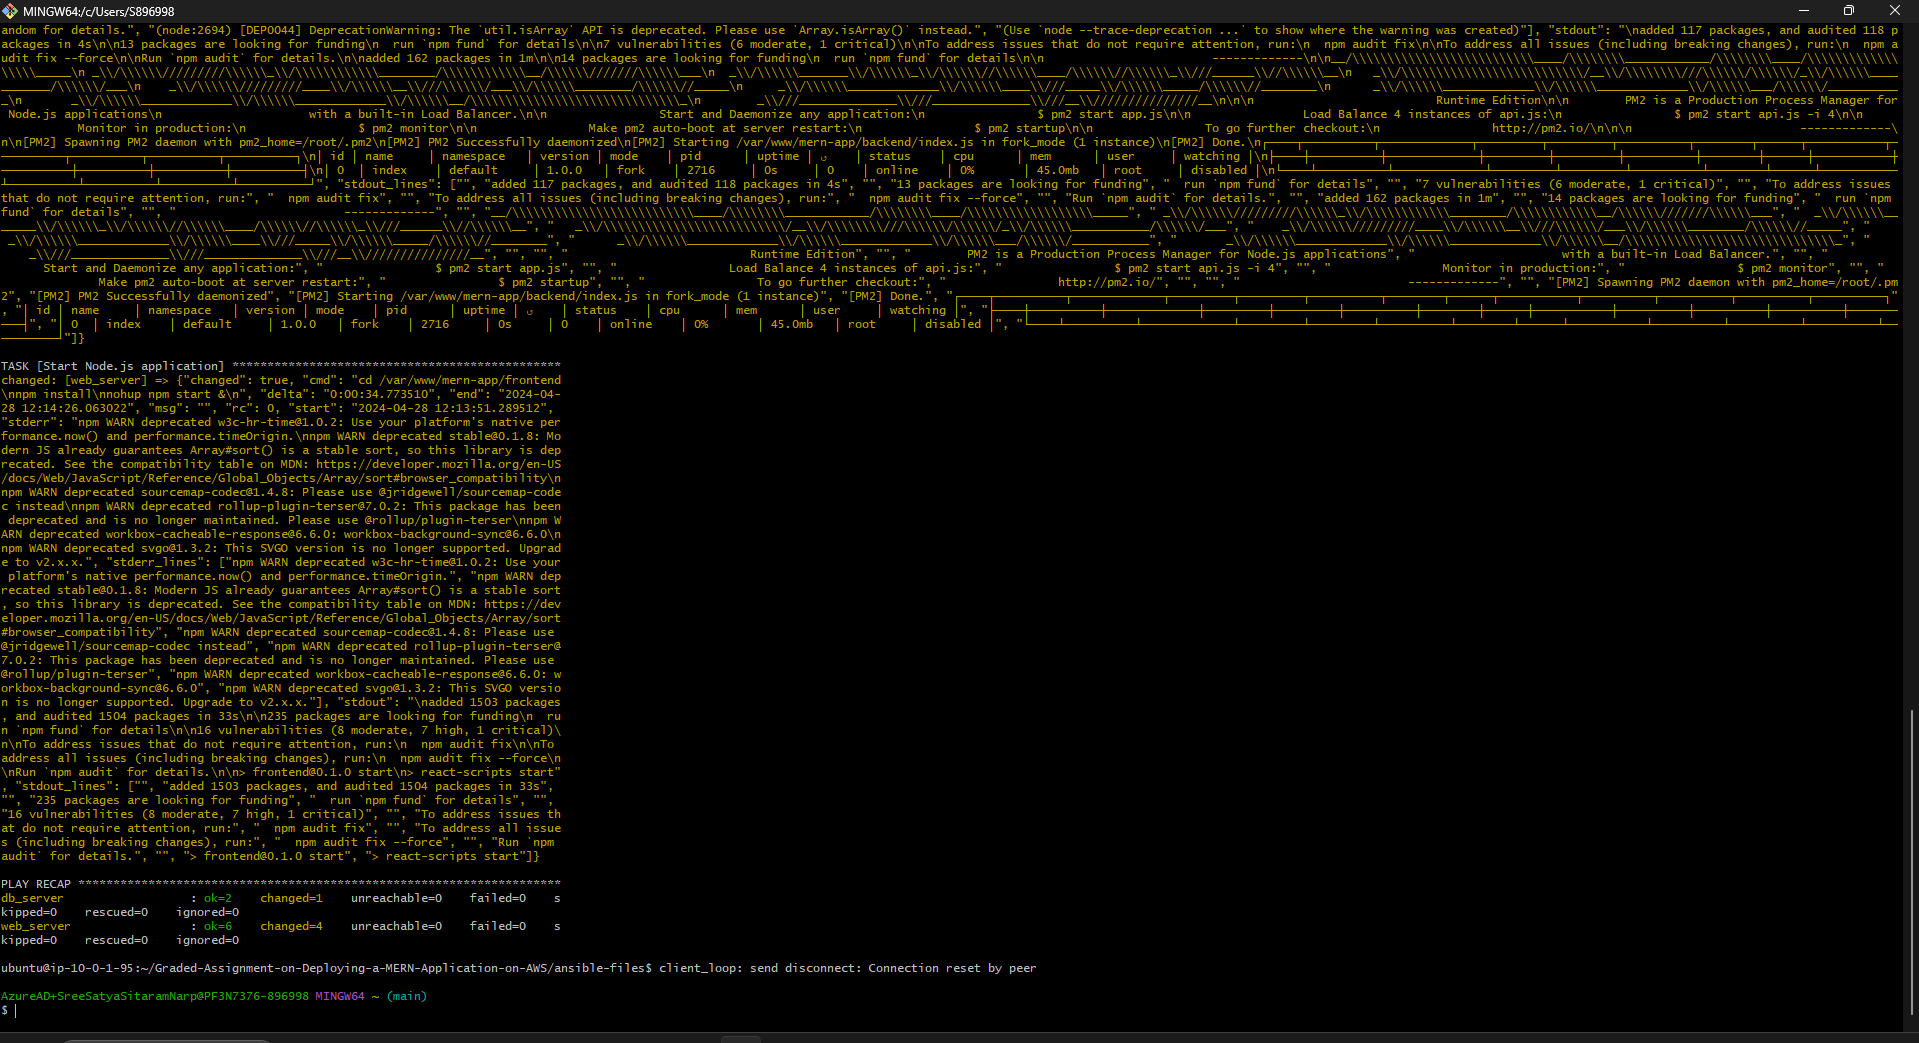 MINGW64:/c/Users/S896998
andom for details.", "(node:2694) [DEP0044] DeprecationWarning: The `util.isArray` API is deprecated. Please use `Array.isArray()` instead.", "(Use `node --trace-deprecation ...` to show where the warning was created)"], "stdout": "\nadded 117 packages, and audited 118 p
ackages in 4s\n\n13 packages are looking for funding\n  run `npm fund` for details\n\n7 vulnerabilities (6 moderate, 1 critical)\n\nTo address issues that do not require attention, run:\n  npm audit fix\n\nTo address all issues (including breaking changes), run:\n  npm a
udit fix --force\n\nRun `npm audit` for details.\n\nadded 162 packages in 1m\n\n14 packages are looking for funding\n  run `npm fund` for details\n\n                        -------------\n\n
Runtime Edition\n\n        PM2 is a Production Process Manager for
 Node.js applications\n                     with a built-in Load Balancer.\n\n                Start and Daemonize any application:\n                $ pm2 start app.js\n\n                Load Balance 4 instances of api.js:\n                $ pm2 start api.js -i 4\n\n
           Monitor in production:\n                $ pm2 monitor\n\n                Make pm2 auto-boot at server restart:\n                $ pm2 startup\n\n                To go further checkout:\n                http://pm2.io/\n\n\n                        -------------\
n\n[PM2] Spawning PM2 daemon with pm2_home=/root/.pm2\n[PM2] PM2 Successfully daemonized\n[PM2] Starting /var/www/mern-app/backend/index.js in fork_mode (1 instance)\n[PM2] Done.\n
\n│ id │ name     │ namespace   │ version │ mode    │ pid      │ uptime │ ↺    │ status    │ cpu      │ mem      │ user     │ watching │\n
\n│ 0  │ index    │ default     │ 1.0.0   │ fork    │ 2716     │ 0s     │ 0    │ online    │ 0%       │ 45.0mb   │ root     │ disabled │\n
", "stdout_lines": ["", "added 117 packages, and audited 118 packages in 4s", "", "13 packages are looking for funding", "  run `npm fund` for details", "", "7 vulnerabilities (6 moderate, 1 critical)", "", "To address issues
that do not require attention, run:", "  npm audit fix", "", "To address all issues (including breaking changes), run:", "  npm audit fix --force", "", "Run `npm audit` for details.", "", "added 162 packages in 1m", "", "14 packages are looking for funding", "  run `npm
fund` for details", "", "                        -------------", "",
Runtime Edition", "", "        PM2 is a Production Process Manager for Node.js applications", "                     with a built-in Load Balancer.", "", "
      Start and Daemonize any application:", "                $ pm2 start app.js", "", "                Load Balance 4 instances of api.js:", "                $ pm2 start api.js -i 4", "", "                Monitor in production:", "                $ pm2 monitor", "", "
              Make pm2 auto-boot at server restart:", "                $ pm2 startup", "", "                To go further checkout:", "                http://pm2.io/", "", "", "                        -------------", "", "[PM2] Spawning PM2 daemon with pm2_home=/root/.pm
2", "[PM2] PM2 Successfully daemonized", "[PM2] Starting /var/www/mern-app/backend/index.js in fork_mode (1 instance)", "[PM2] Done.", "
", "│ id │ name     │ namespace   │ version │ mode    │ pid      │ uptime │ ↺    │ status    │ cpu      │ mem      │ user     │ watching │", "
", "│ 0  │ index    │ default     │ 1.0.0   │ fork    │ 2716     │ 0s     │ 0    │ online    │ 0%       │ 45.0mb   │ root     │ disabled │", "
"]}
TASK [Start Node.js application] ***********************************************
changed: [web_server] => {"changed": true, "cmd": "cd /var/www/mern-app/frontend
\nnpm install\nnohup npm start &\n", "delta": "0:00:34.773510", "end": "2024-04-
28 12:14:26.063022", "msg": "", "rc": 0, "start": "2024-04-28 12:13:51.289512",
"stderr": "npm WARN deprecated w3c-hr-time@1.0.2: Use your platform's native per
formance.now() and performance.timeOrigin.\nnpm WARN deprecated stable@0.1.8: Mo
dern JS already guarantees Array#sort() is a stable sort, so this library is dep
recated. See the compatibility table on MDN: https://developer.mozilla.org/en-US
/docs/Web/JavaScript/Reference/Global_Objects/Array/sort#browser_compatibility\n
npm WARN deprecated sourcemap-codec@1.4.8: Please use @jridgewell/sourcemap-code
c instead\nnpm WARN deprecated rollup-plugin-terser@7.0.2: This package has been
 deprecated and is no longer maintained. Please use @rollup/plugin-terser\nnpm W
ARN deprecated workbox-cacheable-response@6.6.0: workbox-background-sync@6.6.0\n
npm WARN deprecated svgo@1.3.2: This SVGO version is no longer supported. Upgrad
e to v2.x.x.", "stderr_lines": ["npm WARN deprecated w3c-hr-time@1.0.2: Use your
 platform's native performance.now() and performance.timeOrigin.", "npm WARN dep
recated stable@0.1.8: Modern JS already guarantees Array#sort() is a stable sort
, so this library is deprecated. See the compatibility table on MDN: https://dev
eloper.mozilla.org/en-US/docs/Web/JavaScript/Reference/Global_Objects/Array/sort
#browser_compatibility", "npm WARN deprecated sourcemap-codec@1.4.8: Please use
@jridgewell/sourcemap-codec instead", "npm WARN deprecated rollup-plugin-terser@
7.0.2: This package has been deprecated and is no longer maintained. Please use
@rollup/plugin-terser", "npm WARN deprecated workbox-cacheable-response@6.6.0: w
orkbox-background-sync@6.6.0", "npm WARN deprecated svgo@1.3.2: This SVGO versio
n is no longer supported. Upgrade to v2.x.x."], "stdout": "\nadded 1503 packages
, and audited 1504 packages in 33s\n\n235 packages are looking for funding\n  ru
n `npm fund` for details\n\n16 vulnerabilities (8 moderate, 7 high, 1 critical)\
n\nTo address issues that do not require attention, run:\n  npm audit fix\n\nTo
address all issues (including breaking changes), run:\n  npm audit fix --force\n
\nRun `npm audit` for details.\n\n> frontend@0.1.0 start\n> react-scripts start"
, "stdout_lines": ["", "added 1503 packages, and audited 1504 packages in 33s",
"", "235 packages are looking for funding", "  run `npm fund` for details", "",
"16 vulnerabilities (8 moderate, 7 high, 1 critical)", "", "To address issues th
at do not require attention, run:", "  npm audit fix", "", "To address all issue
s (including breaking changes), run:", "  npm audit fix --force", "", "Run `npm
audit` for details.", "", "> frontend@0.1.0 start", "> react-scripts start"]}
PLAY RECAP *********************************************************************
db_server                  : ok=2    changed=1    unreachable=0    failed=0    s
kipped=0    rescued=0    ignored=0
web_server                 : ok=6    changed=4    unreachable=0    failed=0    s
kipped=0    rescued=0    ignored=0
ubuntu@ip-10-0-1-95:~/Graded-Assignment-on-Deploying-a-MERN-Application-on-AWS/ansible-files$ client_loop: send disconnect: Connection reset by peer
AzureAD+SreeSatyaSitaramNarp@PF3N7376-896998 MINGW64 ~ (main)
$